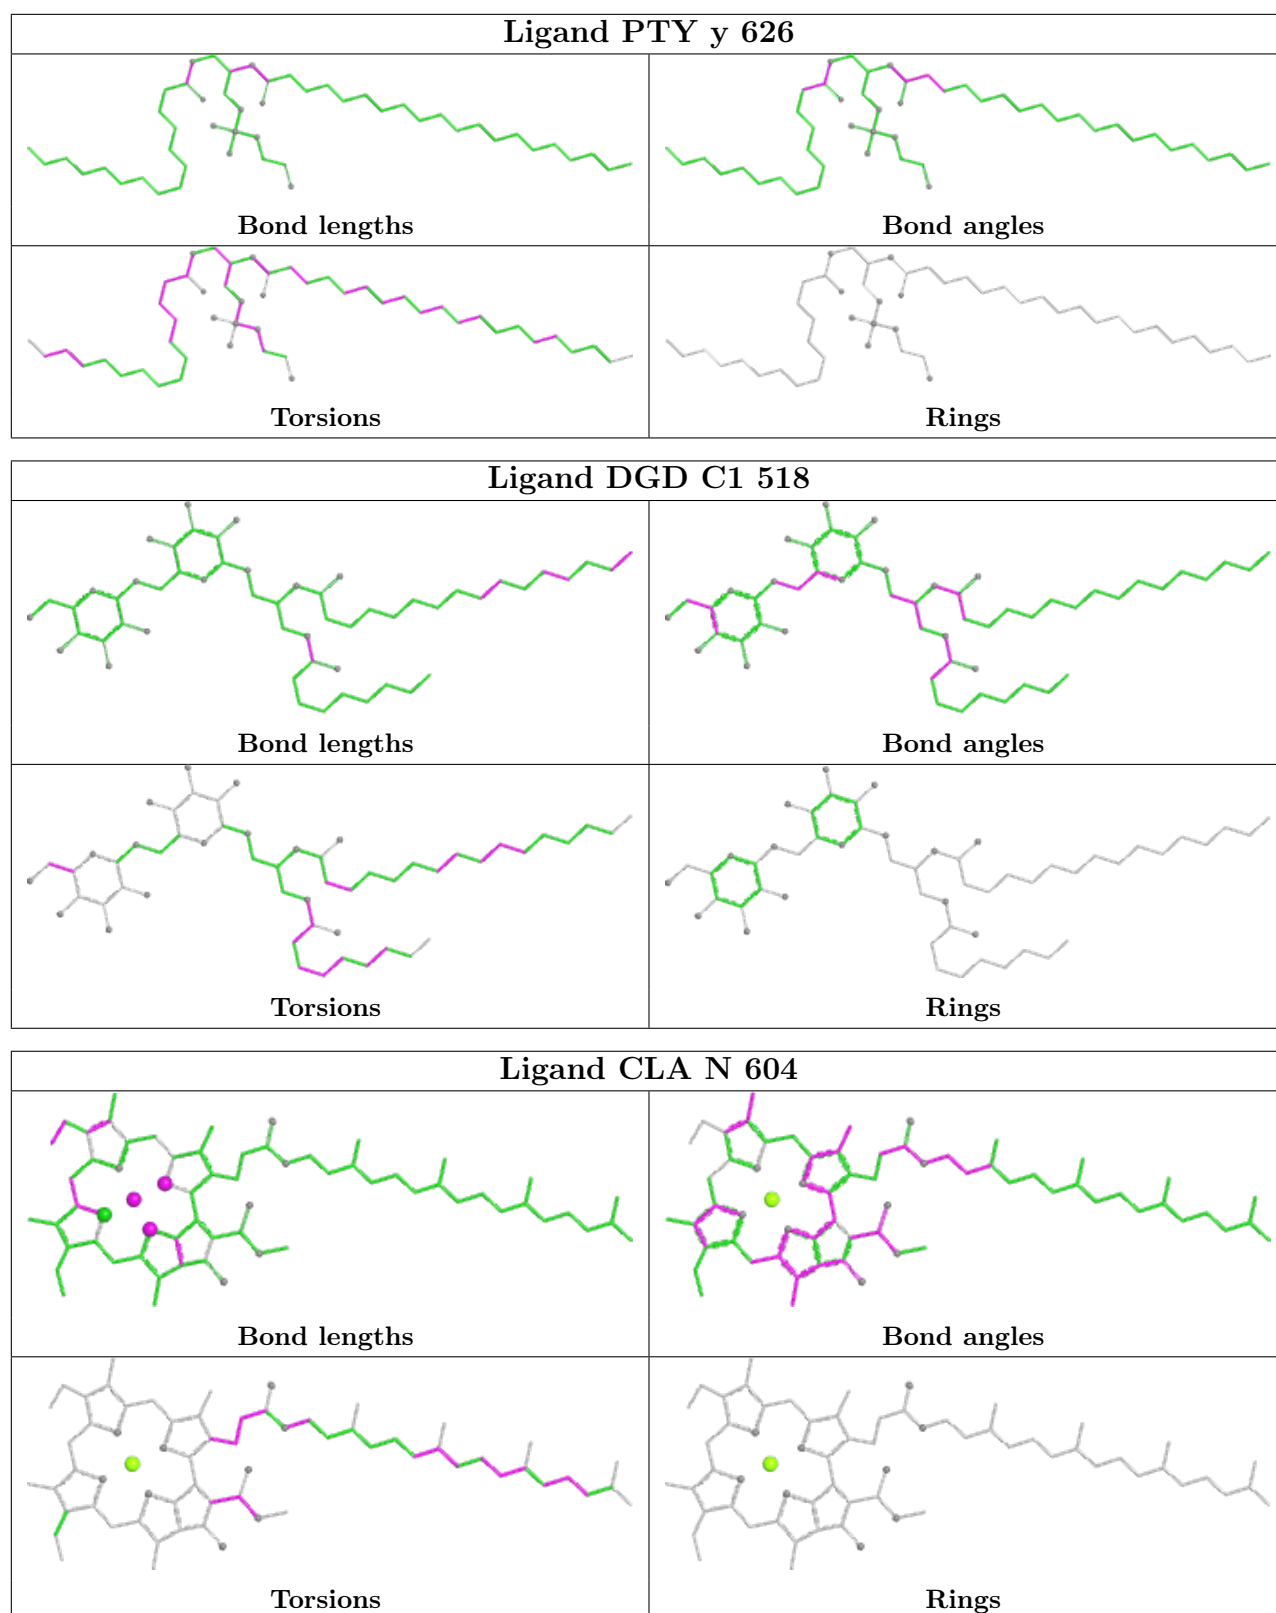 Ligand PTY y 626
Bond lengths
Bond angles
Torsions
Rings
Ligand DGD C1 518
Bond lengths
Bond angles
Torsions
Rings
Ligand CLA N 604
Bond lengths
Bond angles
Torsions
Rings